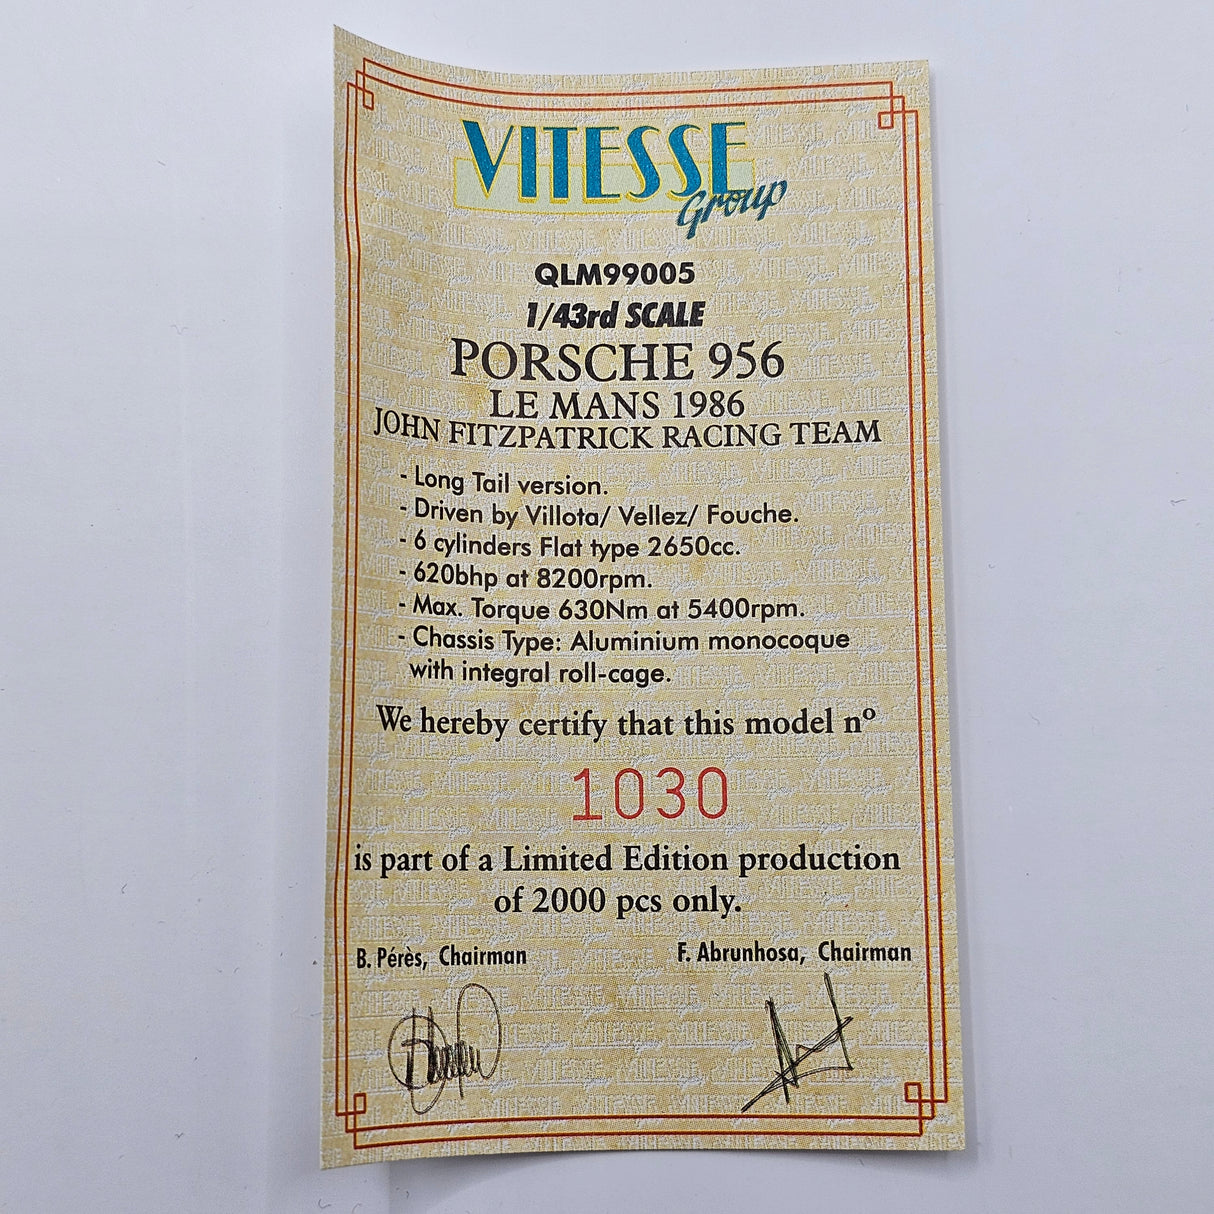 VITESSE
Group
QLM99005
1/43rd SCALE
PORSCHE 956
LE MANS 1986
JOHN FITZPATRICK RACING TEAM
- Long Tail version.
- Driven by Villota/ Vellez/ Fouche.
- 6 cylinders Flat type 2650cc.
- 620bhp at 8200rpm.
- Max. Torque 630Nm at 5400rpm.
- Chassis Type: Aluminium monocoque
with integral roll-cage.
We hereby certify that this model nº
1030
is part of a Limited Edition production
of 2000 pcs only.
B. Pérès, Chairman
F. Abrunhosa, Chairman